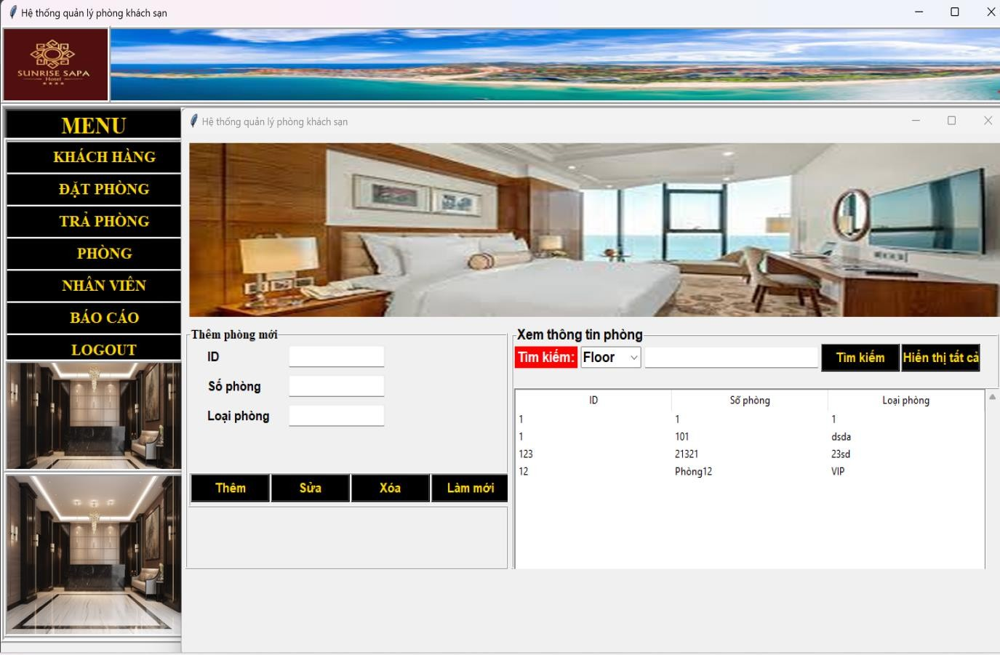 Hệ thống quản lý phòng khách sạn
SUNRISE SAPA
Hotel
MENU
KHÁCH HÀNG
ĐẶT PHÒNG
TRẢ PHÒNG
PHÒNG
NHÂN VIÊN
BÁO CÁO
LOGOUT
Hệ thống quản lý phòng khách sạn
Thêm phòng mới
ID
Số phòng
Loại phòng
Thêm Sửa Xóa Làm mới
Xem thông tin phòng
Tìm kiếm: Floor Tìm kiếm Hiển thị tất cả
ID Số phòng Loại phòng
1 1 1
1 101 dsda
123 21321 23sd
12 Phòng12 VIP